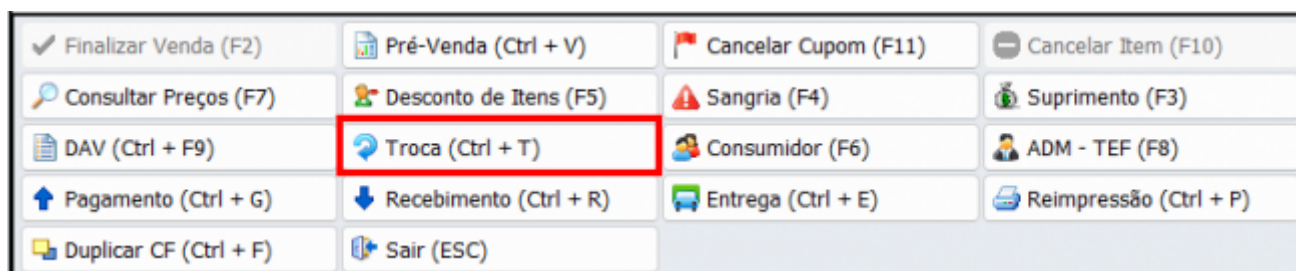 Finalizar Venda (F2) Pré-Venda (Ctrl + V) Cancelar Cupom (F11) Cancelar Item (F10)
Consultar Preços (F7) Desconto de Itens (F5) Sangria (F4) Suprimento (F3)
DAV (Ctrl + F9) Troca (Ctrl + T) Consumidor (F6) ADM - TEF (F8)
Pagamento (Ctrl + G) Recebimento (Ctrl + R) Entrega (Ctrl + E) Reimpressão (Ctrl + P)
Duplicar CF (Ctrl + F) Sair (ESC)